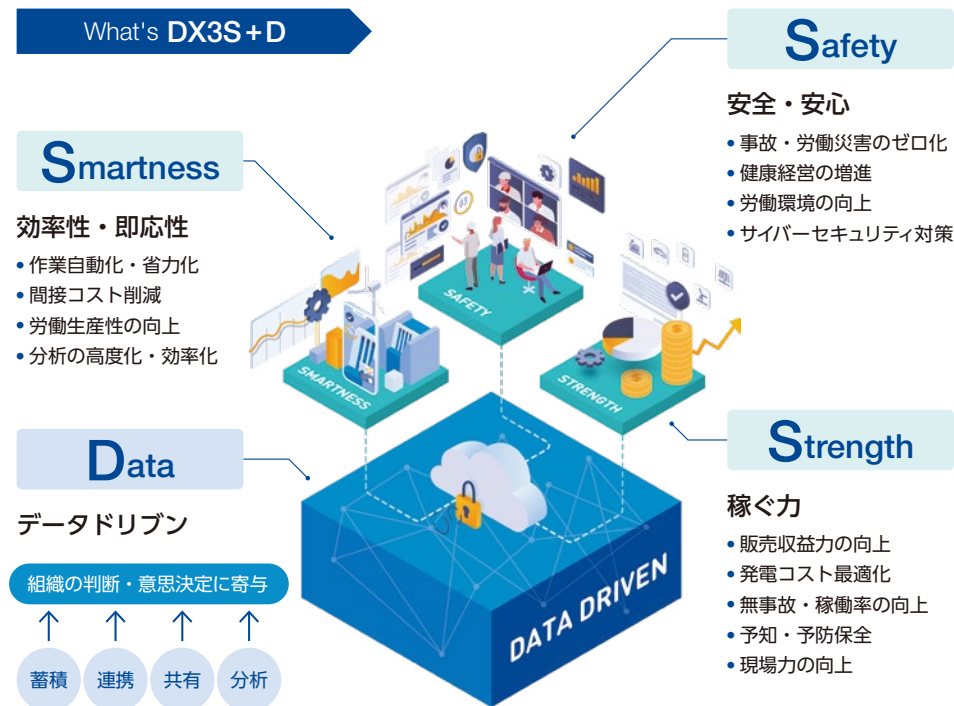 What's DX3S+D
Safety
安全・安心
• 事故・労働災害のゼロ化
• 健康経営の増進
• 労働環境の向上
• サイバーセキュリティ対策
Smartness
効率性・即応性
• 作業自動化・省力化
• 間接コスト削減
• 労働生産性の向上
• 分析の高度化・効率化
SAFETY
SMARTNESS
STRENGTH
Data
データドリブン
組織の判断・意思決定に寄与
蓄積 連携 共有 分析
DATA DRIVEN
Strength
稼ぐ力
• 販売収益力の向上
• 発電コスト最適化
• 無事故・稼働率の向上
• 予知・予防保全
• 現場力の向上